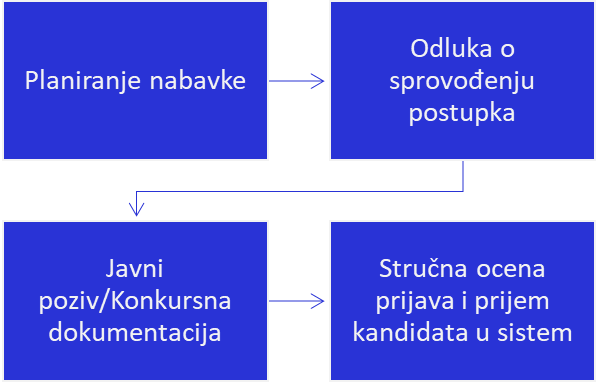 Planiranje nabavke
Odluka o
sprovođenju
postupka
Javni
poziv/Konkursna
dokumentacija
Stručna ocena
prijava i prijem
kandidata u sistem